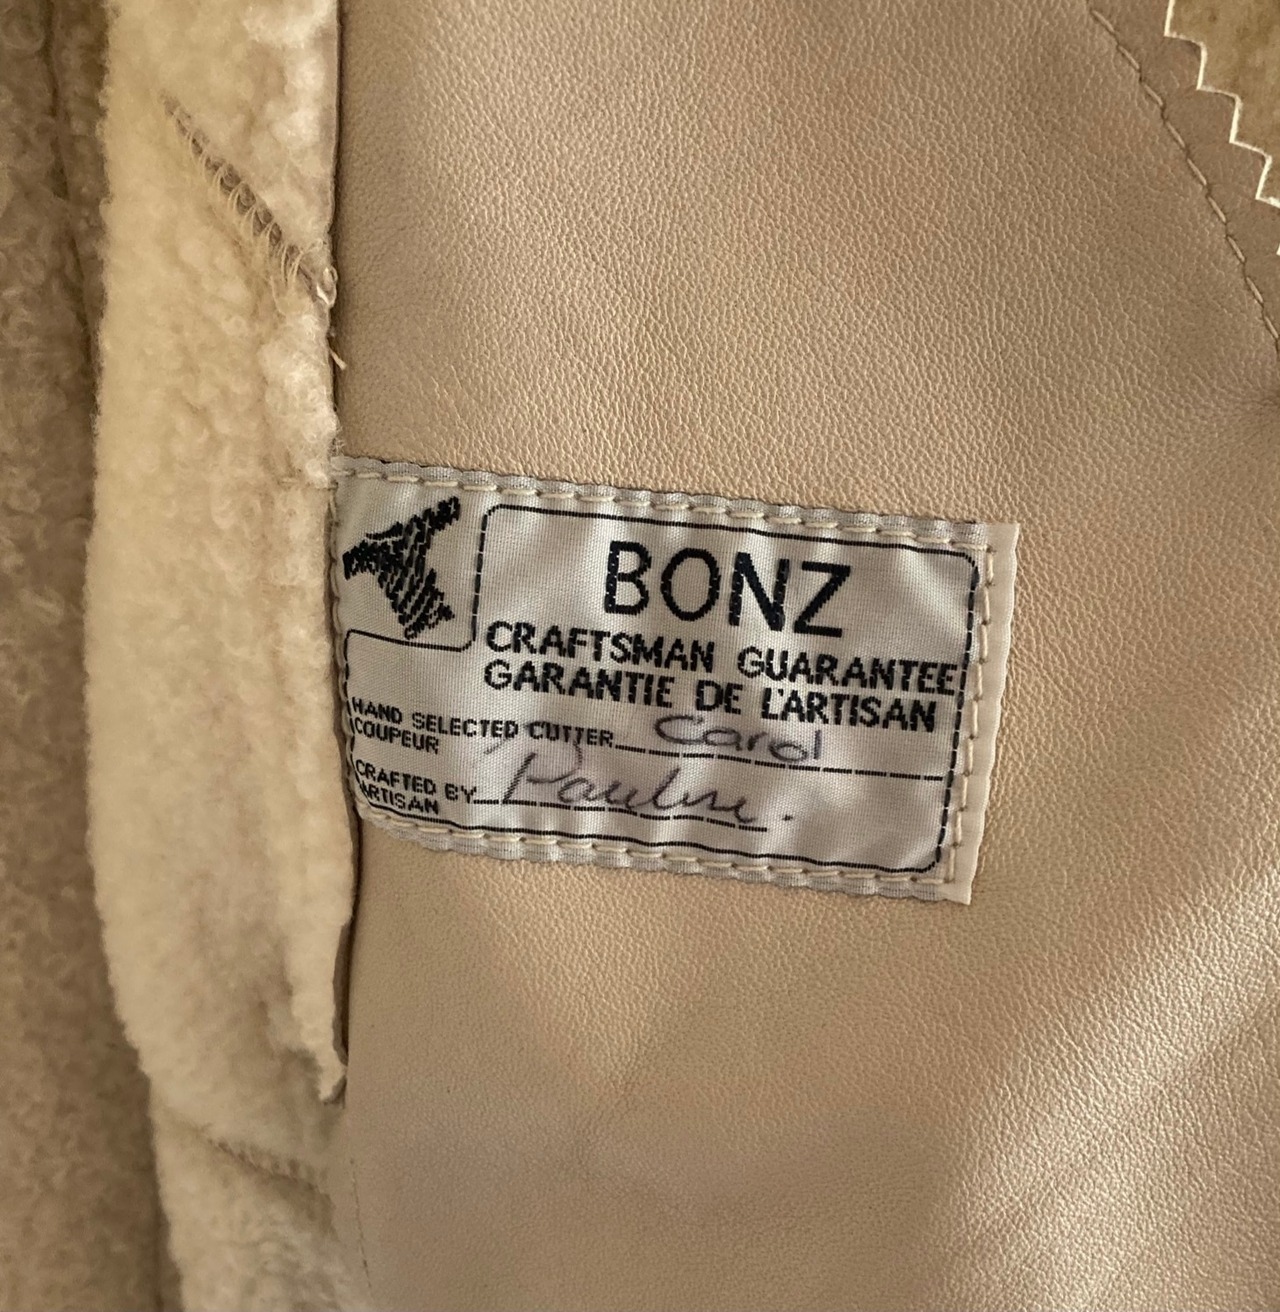 BONZ
CRAFTSMAN GUARANTEE
GARANTIE DE L'ARTISAN
HAND SELECTED CUTTER Carol
COUPEUR
CRAFTED BY Pauline.
ARTISAN